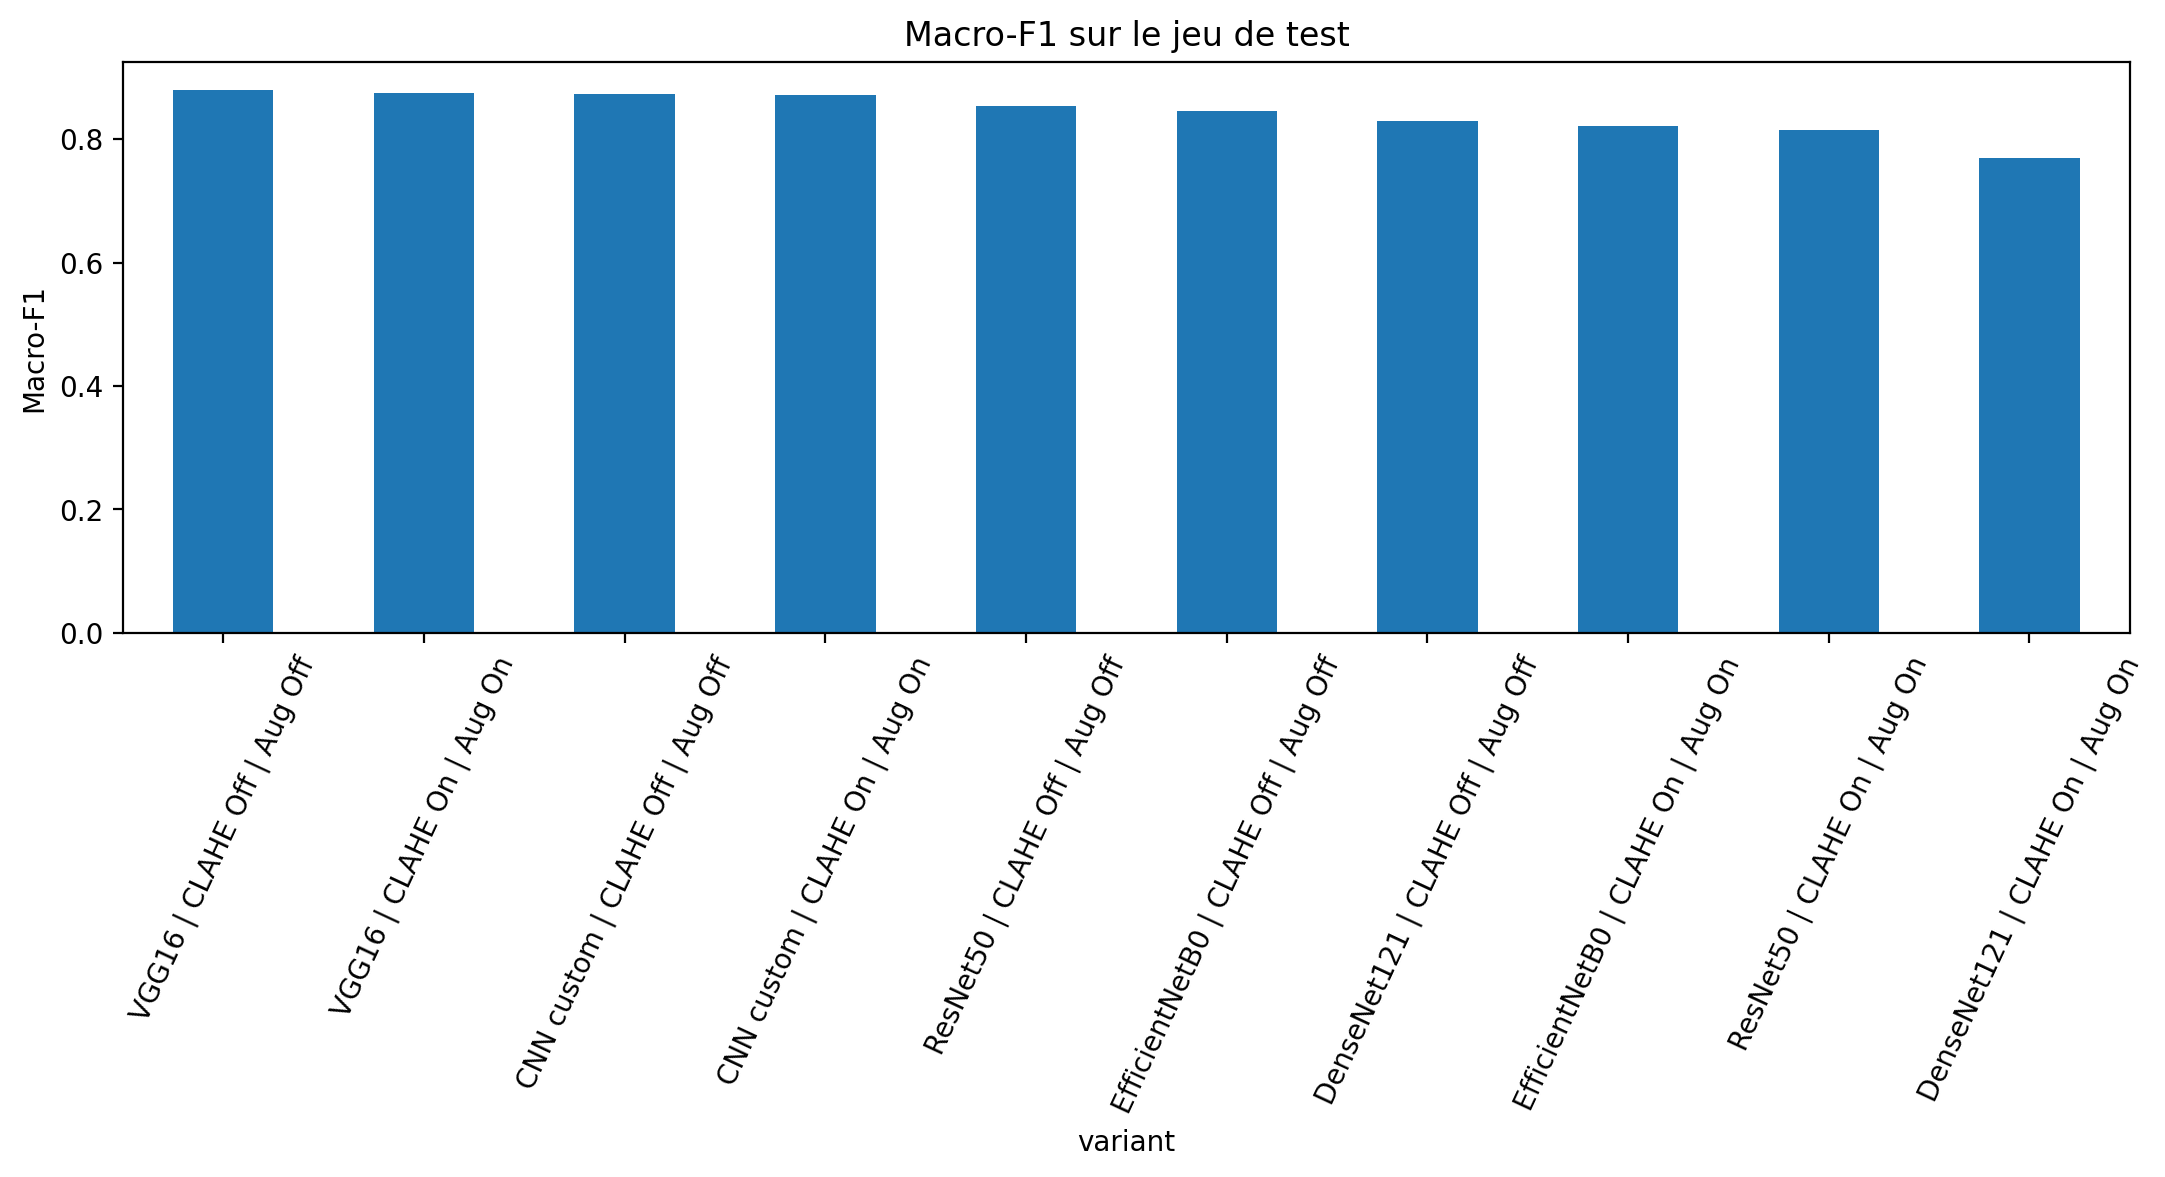 Macro-F1 sur le jeu de test
Macro-F1
0.8
0.6
0.4
0.2
0.0
VGG16 | CLAHE Off | Aug Off
VGG16 | CLAHE On | Aug On
CNN custom | CLAHE Off | Aug Off
CNN custom | CLAHE On | Aug On
ResNet50 | CLAHE Off | Aug Off
EfficientNetB0 | CLAHE Off | Aug Off
DenseNet121 | CLAHE Off | Aug Off
EfficientNetB0 | CLAHE On | Aug On
ResNet50 | CLAHE On | Aug On
DenseNet121 | CLAHE On | Aug On
variant